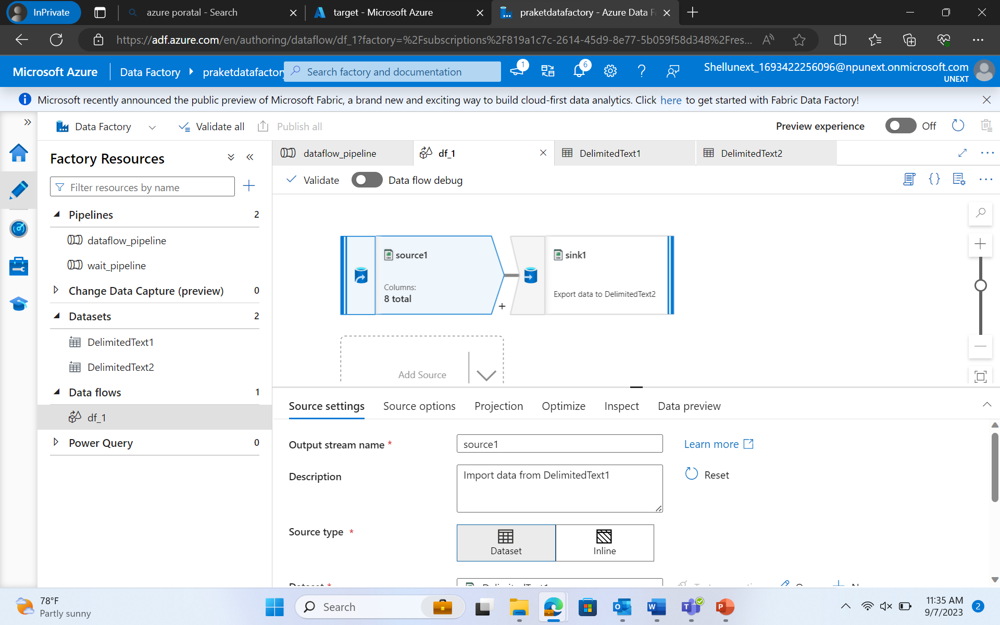 InPrivate
azure poratal - Search
target - Microsoft Azure
praketdatafactory - Azure Data F
https://adf.azure.com/en/authoring/dataflow/df_1?factory=%2Fsubscriptions%2F819a1c7c-2614-45d9-8e77-5b059f58d348%2Fres...
Microsoft Azure
Data Factory
praketdatafactory
Search factory and documentation
1
6
Shellunext_1693422256096@npunext.onmicrosoft.com
UNEXT
Microsoft recently announced the public preview of Microsoft Fabric, a brand new and exciting way to build cloud-first data analytics. Click here to get started with Fabric Data Factory!
Data Factory
Validate all
Publish all
Preview experience
Off
Factory Resources
Filter resources by name
Pipelines 2
dataflow_pipeline
wait_pipeline
Change Data Capture (preview) 0
Datasets 2
DelimitedText1
DelimitedText2
Data flows 1
df_1
Power Query 0
dataflow_pipeline
df_1
DelimitedText1
DelimitedText2
Validate
Data flow debug
source1
Columns:
8 total
sink1
Export data to DelimitedText2
Add Source
Source settings
Source options
Projection
Optimize
Inspect
Data preview
Output stream name *
source1
Learn more
Description
Import data from DelimitedText1
Reset
Source type *
Dataset
Inline
Dataset *
DelimitedText1
78°F
Partly sunny
Search
11:35 AM
9/7/2023
2